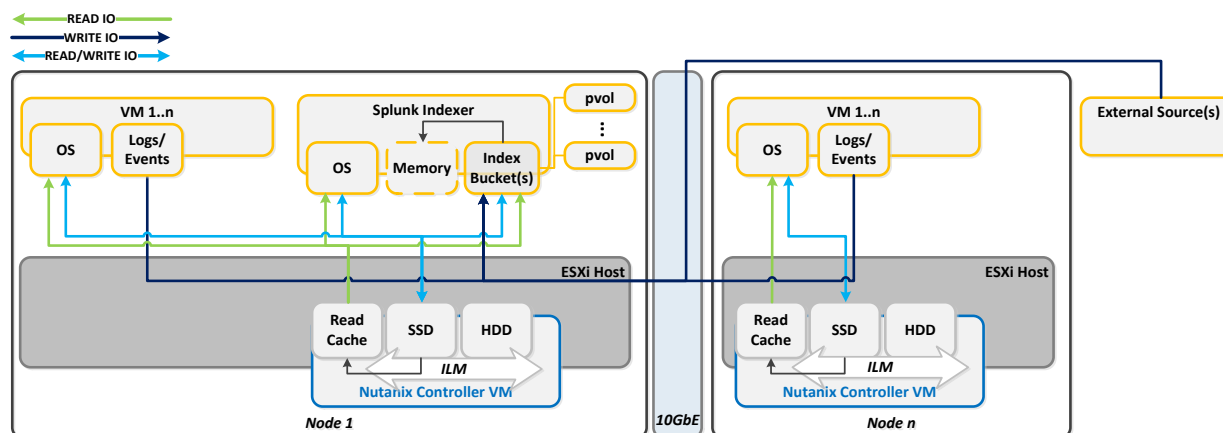 READ IO
WRITE IO
READ/WRITE IO
VM 1..n
OS
Logs/
Events
Splunk Indexer
OS
Memory
Index
Bucket(s)
pvol
⋮
pvol
ESXi Host
Read
Cache
SSD
HDD
ILM
Nutanix Controller VM
Node 1
10GbE
VM 1..n
OS
Logs/
Events
ESXi Host
Read
Cache
SSD
HDD
ILM
Nutanix Controller VM
Node n
External Source(s)